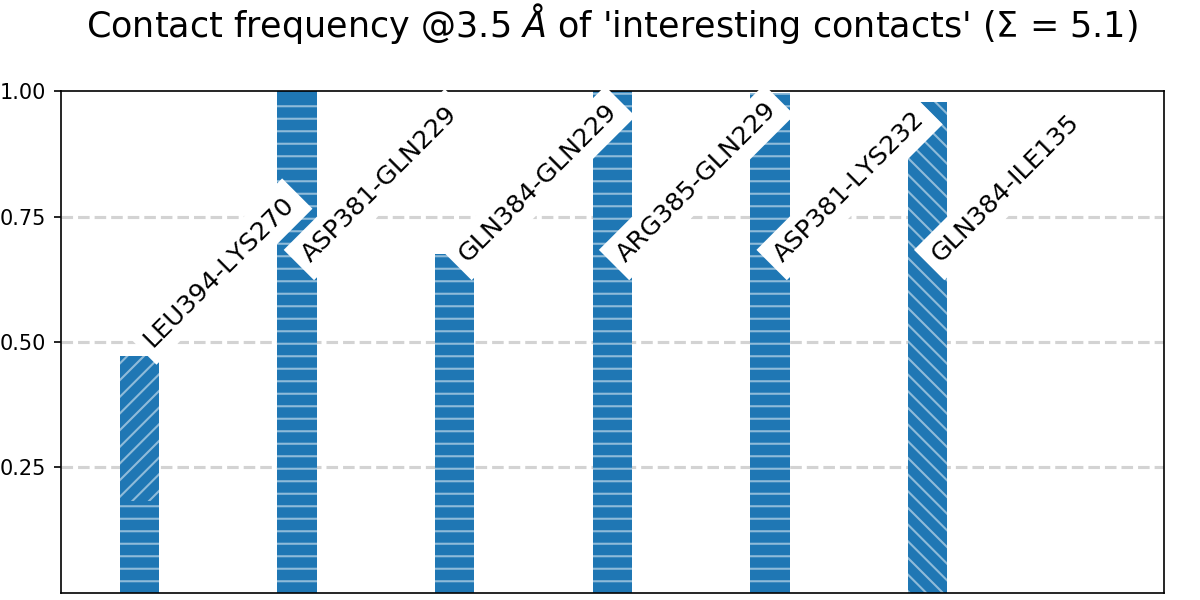 Contact frequency @3.5 Å of 'interesting contacts' (Σ = 5.1)
1.00
0.75
0.50
0.25
LEU394-LYS270
ASP381-GLN229
GLN384-GLN229
ARG385-GLN229
ASP381-LYS232
GLN384-ILE135